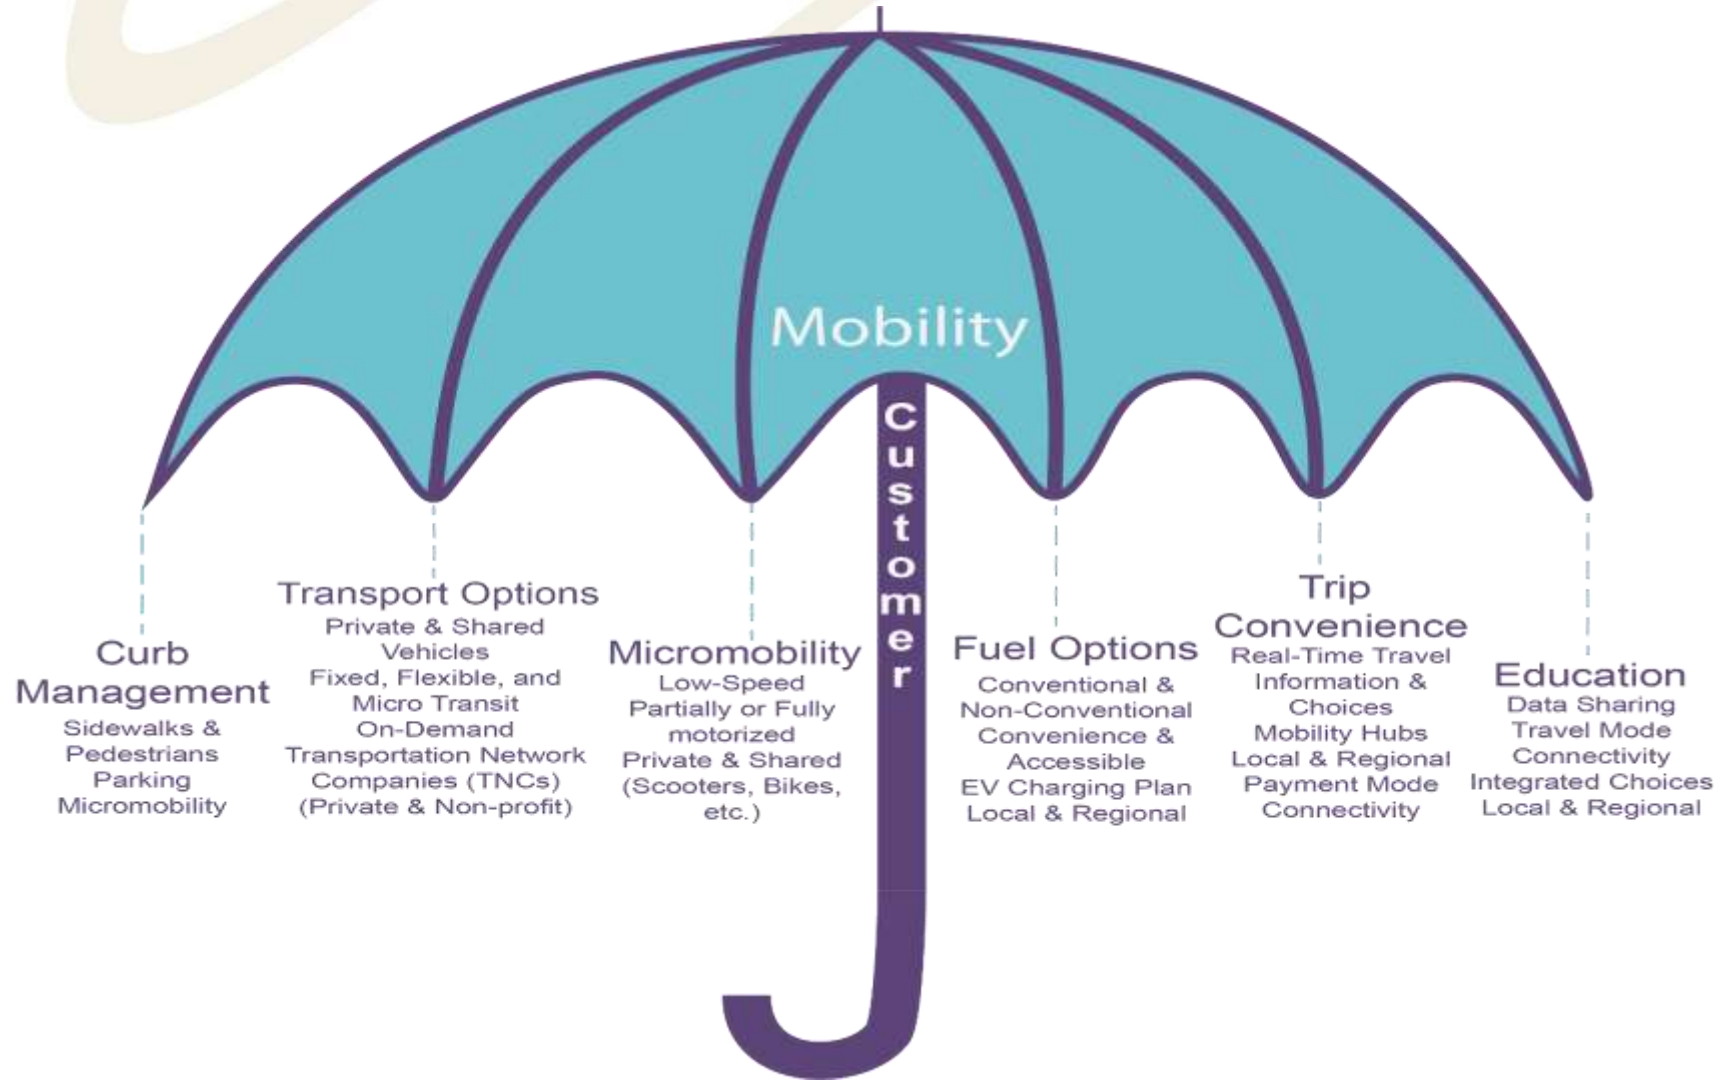 Mobility
Customer
Curb
Management
Sidewalks &
Pedestrians
Parking
Micromobility
Transport Options
Private & Shared
Vehicles
Fixed, Flexible, and
Micro Transit
On-Demand
Transportation Network
Companies (TNCs)
(Private & Non-profit)
Micromobility
Low-Speed
Partially or Fully
motorized
Private & Shared
(Scooters, Bikes,
etc.)
Fuel Options
Conventional &
Non-Conventional
Convenience &
Accessible
EV Charging Plan
Local & Regional
Trip
Convenience
Real-Time Travel
Information &
Choices
Mobility Hubs
Local & Regional
Payment Mode
Connectivity
Education
Data Sharing
Travel Mode
Connectivity
Integrated Choices
Local & Regional